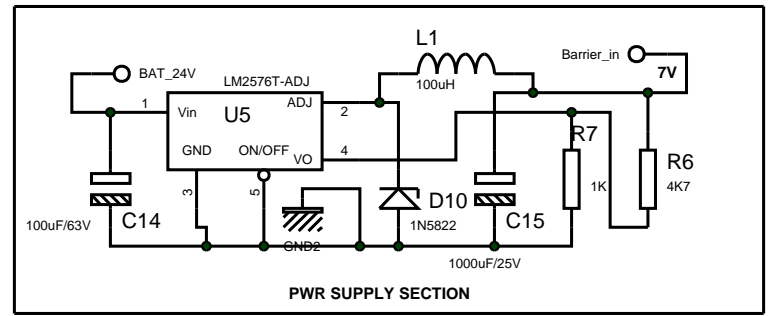 L1
Barrier_in
BAT_24V
7V
LM2576T-ADJ
100uH
1
Vin
U5
ADJ
2
R7
GND
ON/OFF
VO
4
R6
1K
4K7
3
5
D10
C14
C15
1N5822
100uF/63V
GND2
1000uF/25V
PWR SUPPLY SECTION